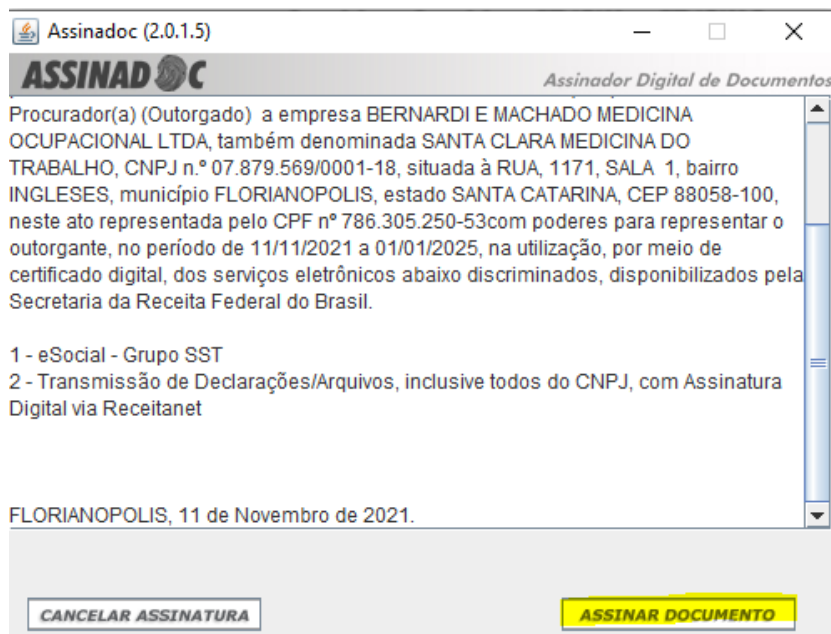 Assinadoc (2.0.1.5)
ASSINADOC
Assinador Digital de Documentos
Procurador(a) (Outorgado) a empresa BERNARDI E MACHADO MEDICINA
OCUPACIONAL LTDA, também denominada SANTA CLARA MEDICINA DO
TRABALHO, CNPJ n.º 07.879.569/0001-18, situada à RUA, 1171, SALA 1, bairro
INGLESES, município FLORIANOPOLIS, estado SANTA CATARINA, CEP 88058-100,
neste ato representada pelo CPF nº 786.305.250-53com poderes para representar o
outorgante, no período de 11/11/2021 a 01/01/2025, na utilização, por meio de
certificado digital, dos serviços eletrônicos abaixo discriminados, disponibilizados pela
Secretaria da Receita Federal do Brasil.
1 - eSocial - Grupo SST
2 - Transmissão de Declarações/Arquivos, inclusive todos do CNPJ, com Assinatura
Digital via Receitanet
FLORIANOPOLIS, 11 de Novembro de 2021.
CANCELAR ASSINATURA
ASSINAR DOCUMENTO